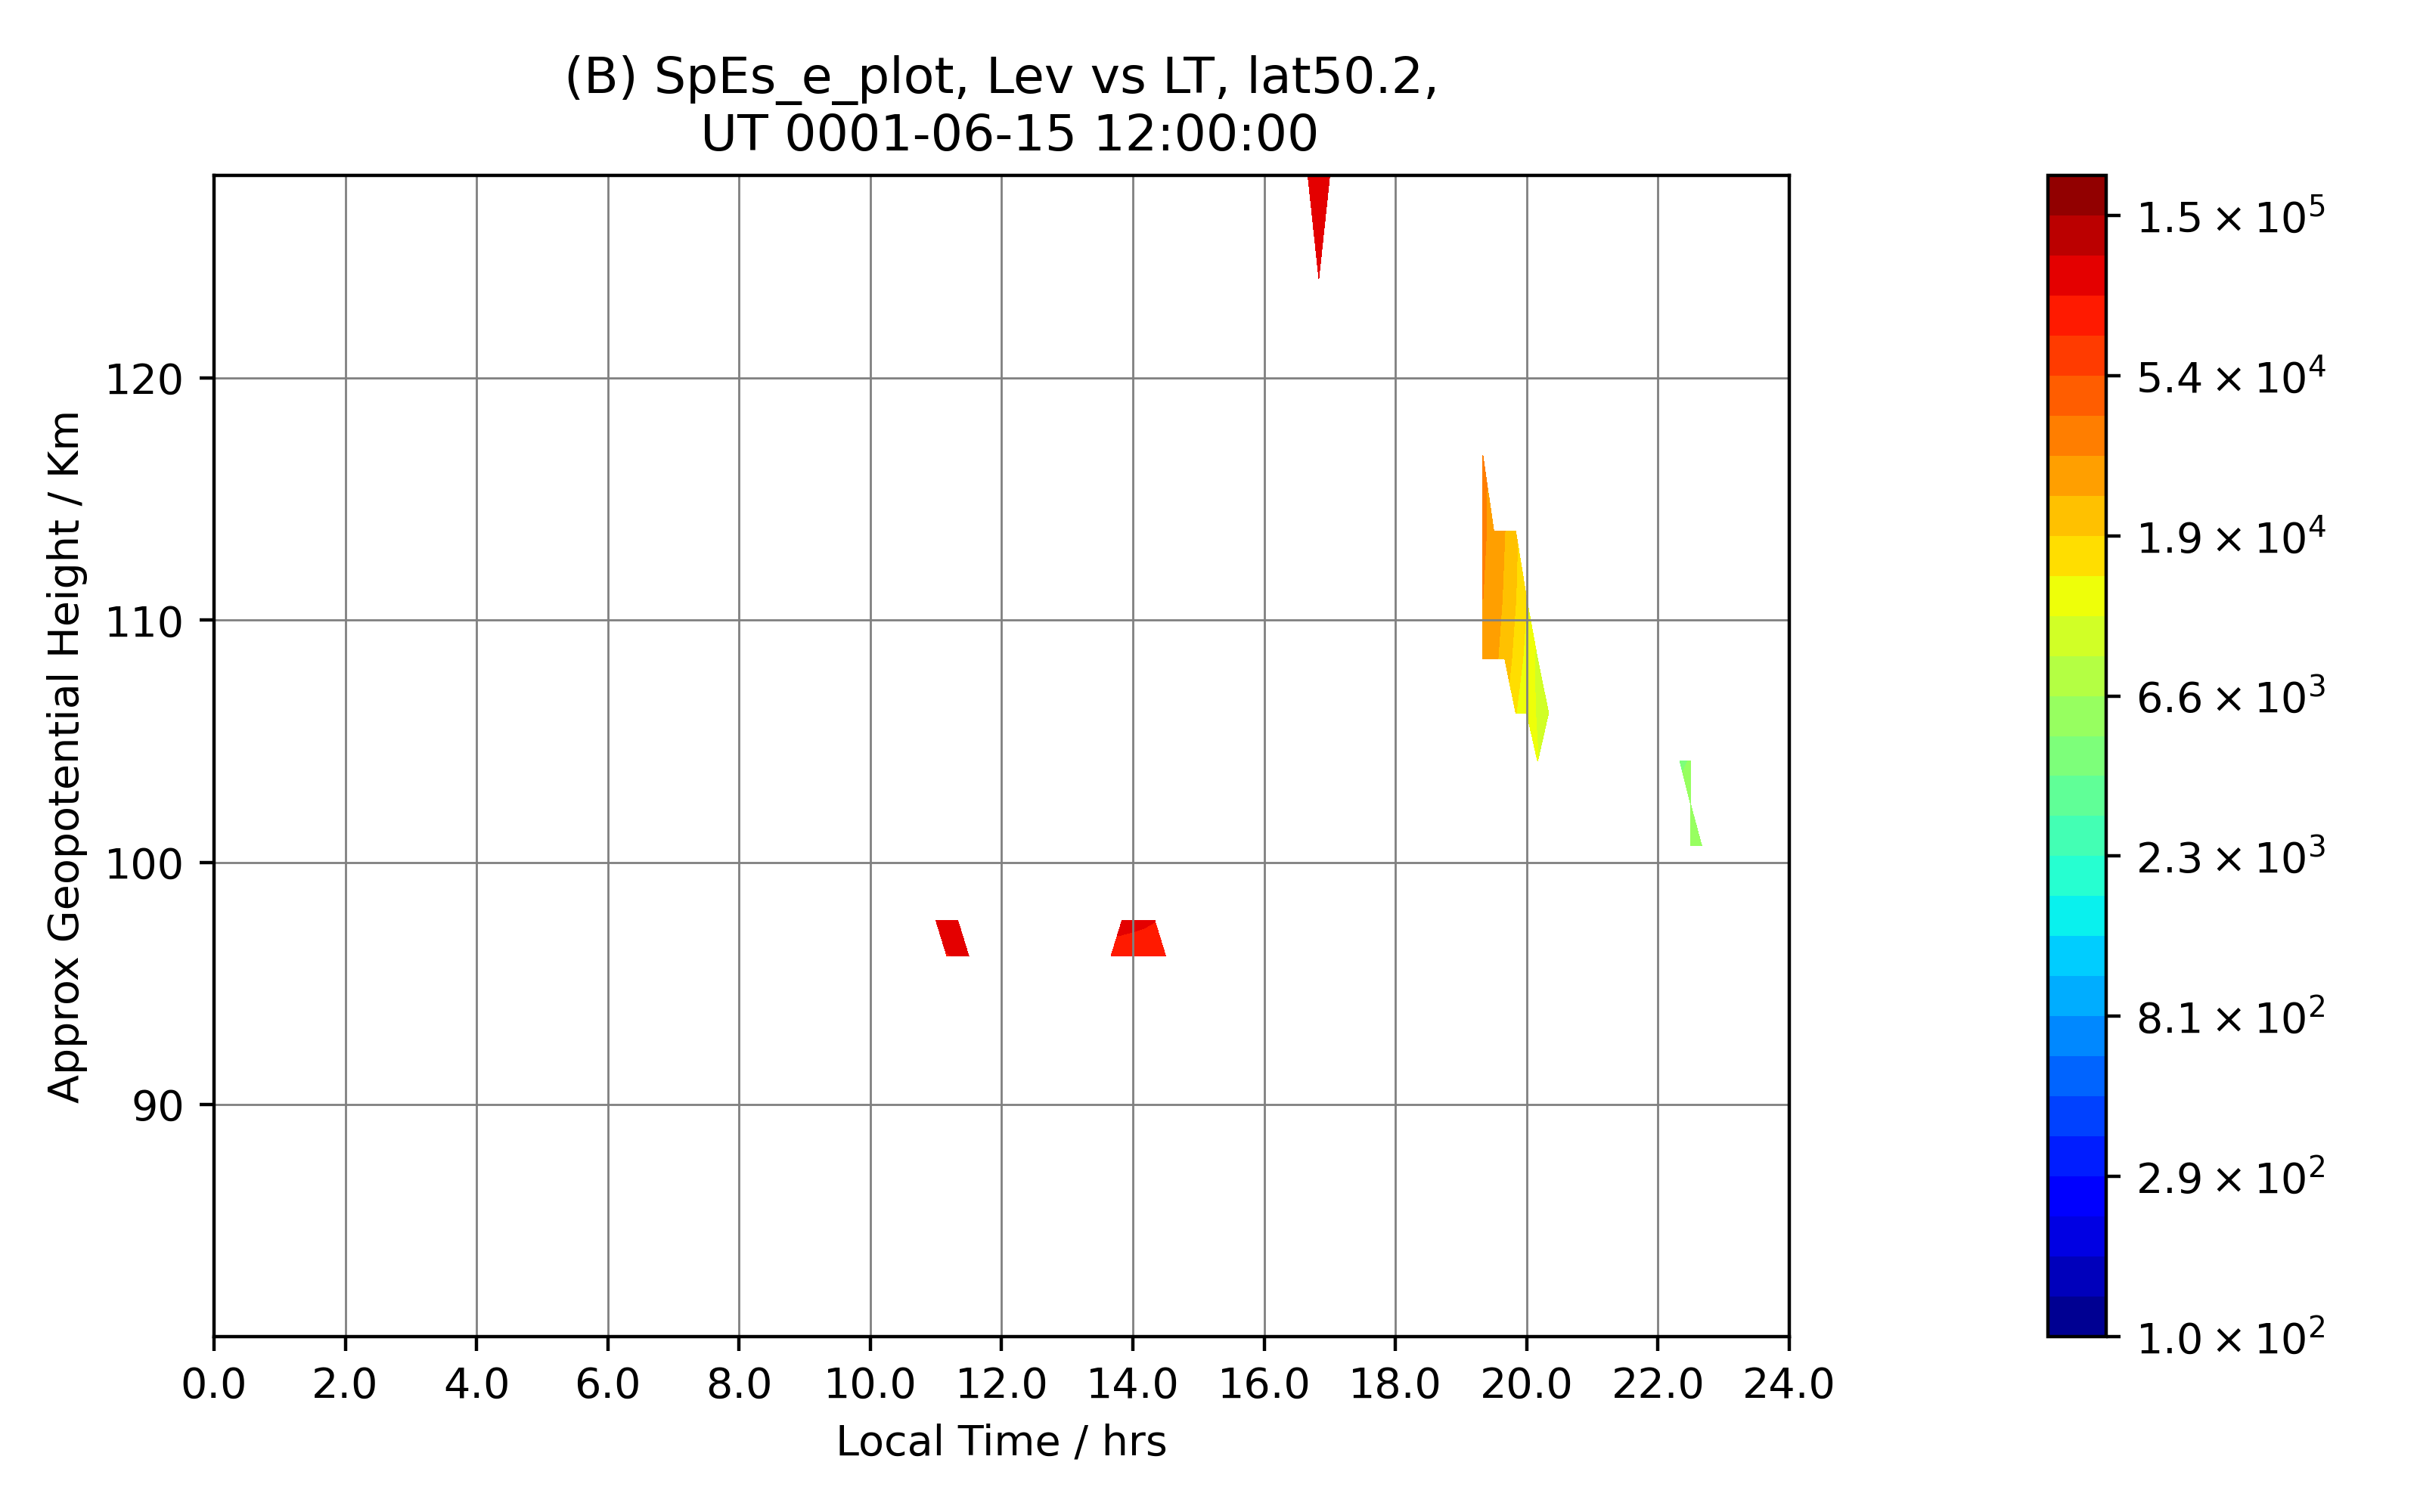 (B) SpEs_e_plot, Lev vs LT, lat50.2,
UT 0001-06-15 12:00:00
Approx Geopotential Height / Km
120
110
100
90
0.0 2.0 4.0 6.0 8.0 10.0 12.0 14.0 16.0 18.0 20.0 22.0 24.0
Local Time / hrs
1.5 × 10⁵
5.4 × 10⁴
1.9 × 10⁴
6.6 × 10³
2.3 × 10³
8.1 × 10²
2.9 × 10²
1.0 × 10²